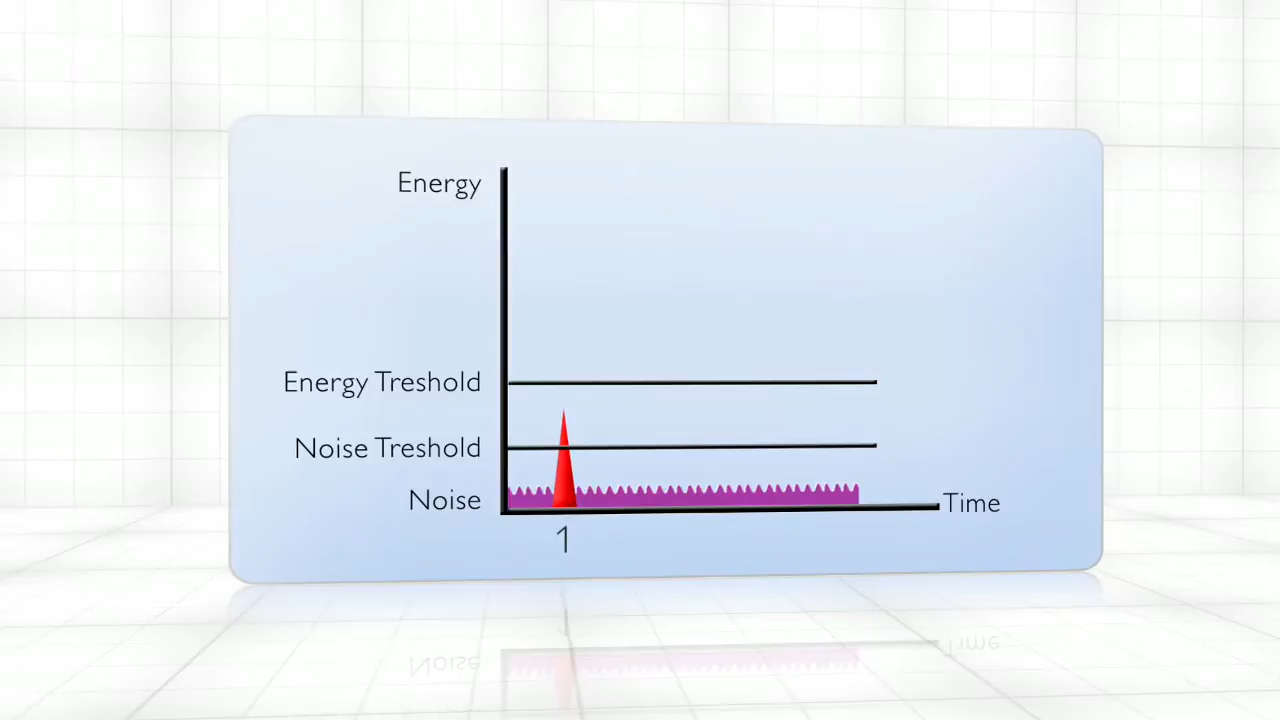 Energy
Energy Treshold
Noise Treshold
Noise
Time
1